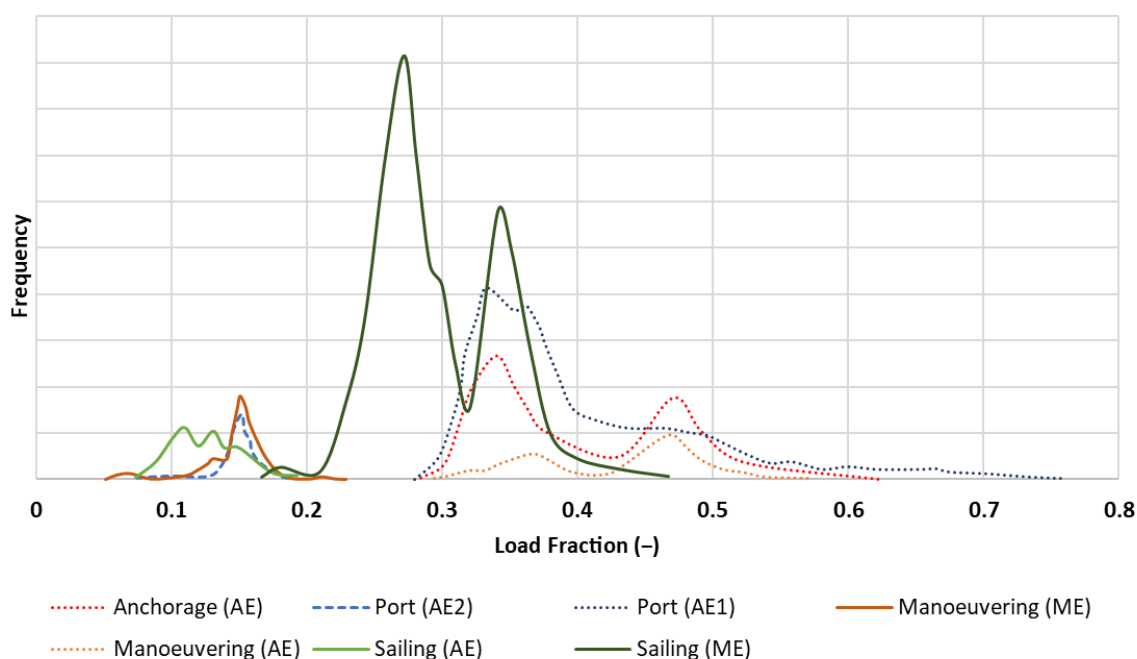 Frequency
0 0.1 0.2 0.3 0.4 0.5 0.6 0.7 0.8
Load Fraction (–)
Anchorage (AE) Port (AE2) Port (AE1) Manoeuvering (ME)
Manoeuvering (AE) Sailing (AE) Sailing (ME)